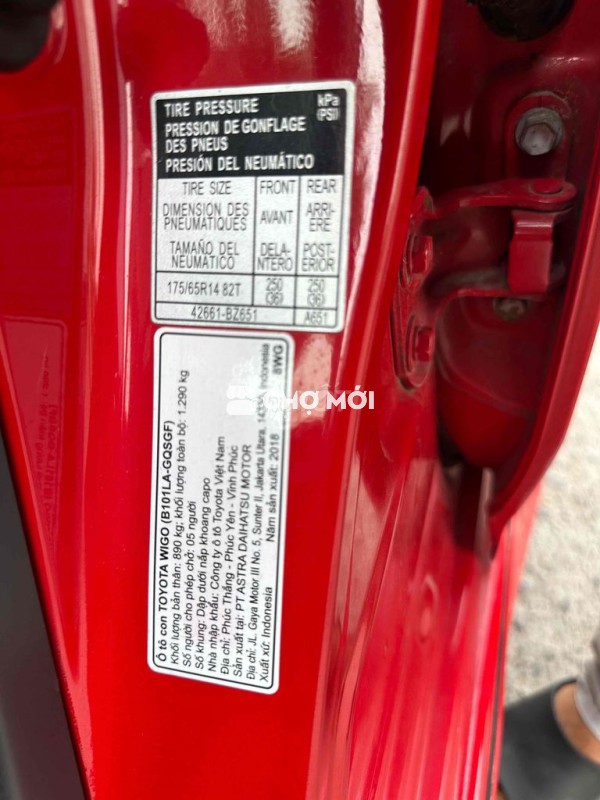 TIRE PRESSURE kPa
PRESSION DE GONFLAGE (PSI)
DES PNEUS
PRESIÓN DEL NEUMÁTICO
TIRE SIZE FRONT REAR
DIMENSION DES PNEUMATIQUES AVANT ARRI-ERE
TAMAÑO DEL NEUMÁTICO DELA-NTERO POST-ERIOR
175/65R14 82T 250 (36) 250 (36)
42661-BZ651 A651
Ô tô con TOYOTA WIGO (B101LA-GQSGF)
Khối lượng bản thân: 890 kg; khối lượng toàn bộ: 1.290 kg
Số người cho phép chở: 05 người
Số khung: Dập dưới nắp khoang capo
Nhà nhập khẩu: Công ty ô tô Toyota Việt Nam
Địa chỉ: Phúc Thắng - Phúc Yên - Vĩnh Phúc
Sản xuất tại: PT ASTRA DAIHATSU MOTOR
Địa chỉ: JL. Gaya Motor III No. 5, Sunter II, Jakarta Utara, Indonesia
Xuất xứ: Indonesia Năm sản xuất: 2018 8WG
CHỢ MỚI